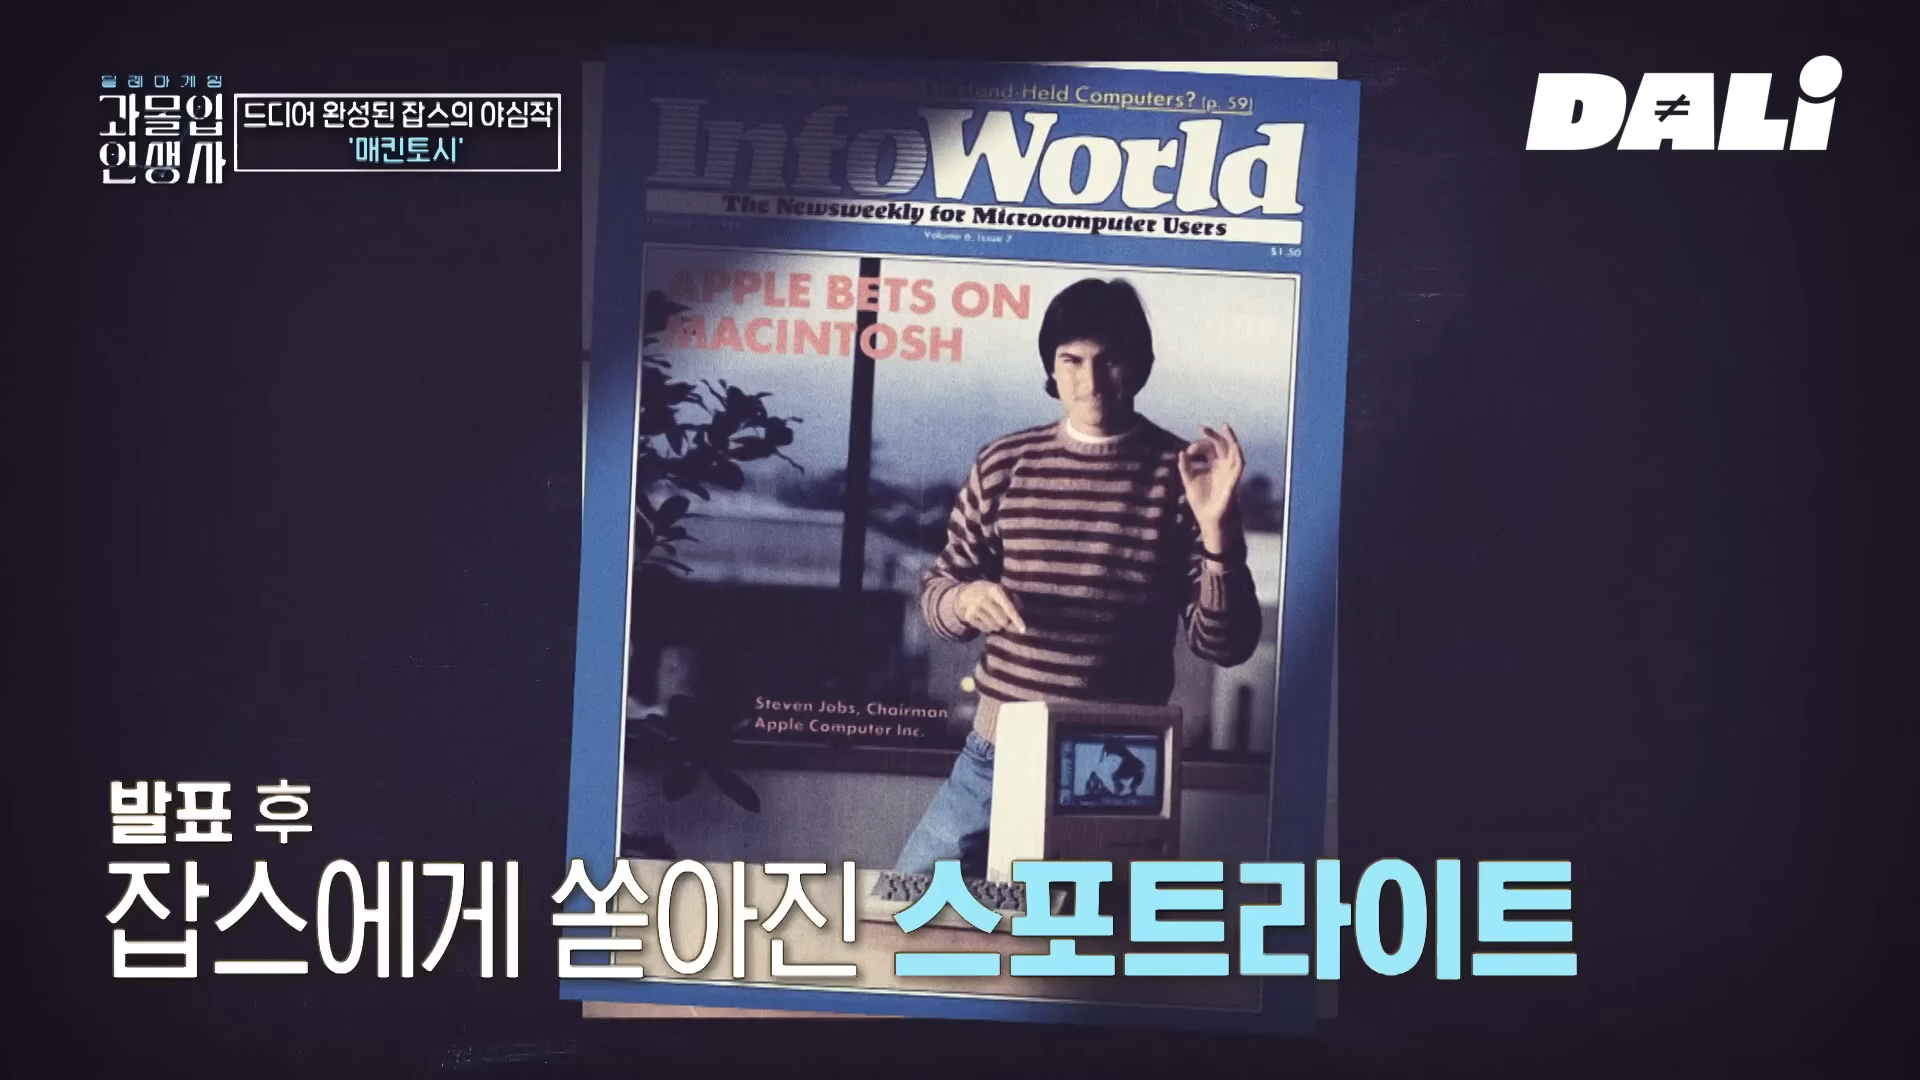 딜레마게임
과몰입
인생사
드디어 완성된 잡스의 야심작
'매킨토시'
DALi
≠
Hand-Held Computers? (p. 59)
InfoWorld
The Newsweekly for Microcomputer Users
Volume 6, Issue 7
$1.50
APPLE BETS ON
MACINTOSH
Steven Jobs, Chairman
Apple Computer Inc.
발표 후
잡스에게 쏟아진 스포트라이트